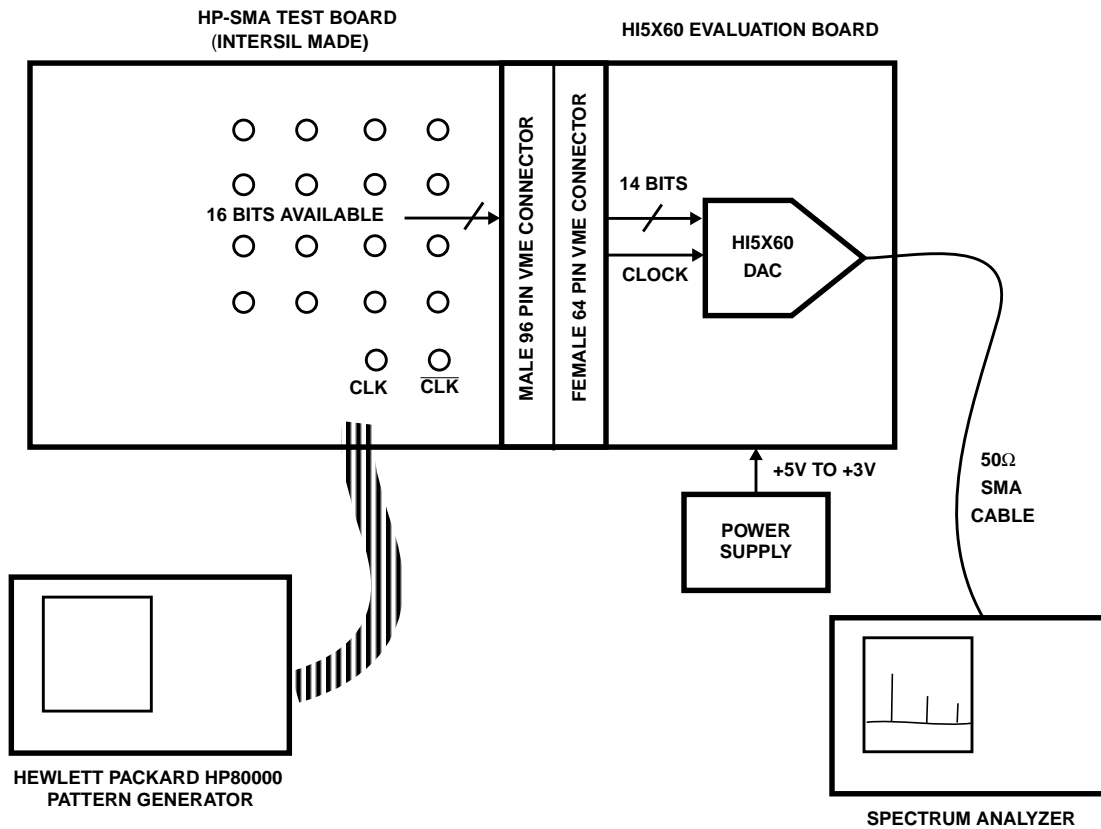 HP-SMA TEST BOARD
(INTERSIL MADE)
HI5X60 EVALUATION BOARD
16 BITS AVAILABLE
CLK
CLK
MALE 96 PIN VME CONNECTOR
FEMALE 64 PIN VME CONNECTOR
14 BITS
CLOCK
HI5X60
DAC
+5V TO +3V
POWER
SUPPLY
50Ω
SMA
CABLE
HEWLETT PACKARD HP80000
PATTERN GENERATOR
SPECTRUM ANALYZER